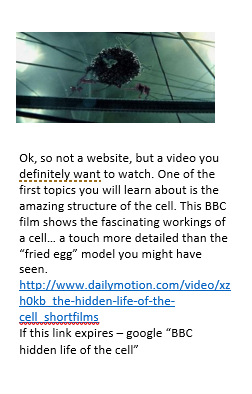 Ok, so not a website, but a video you
definitely want to watch. One of the
first topics you will learn about is the
amazing structure of the cell. This BBC
film shows the fascinating workings of
a cell… a touch more detailed than the
“fried egg” model you might have
seen.
http://www.dailymotion.com/video/xz
h0kb_the-hidden-life-of-the-
cell_shortfilms
If this link expires – google “BBC
hidden life of the cell”